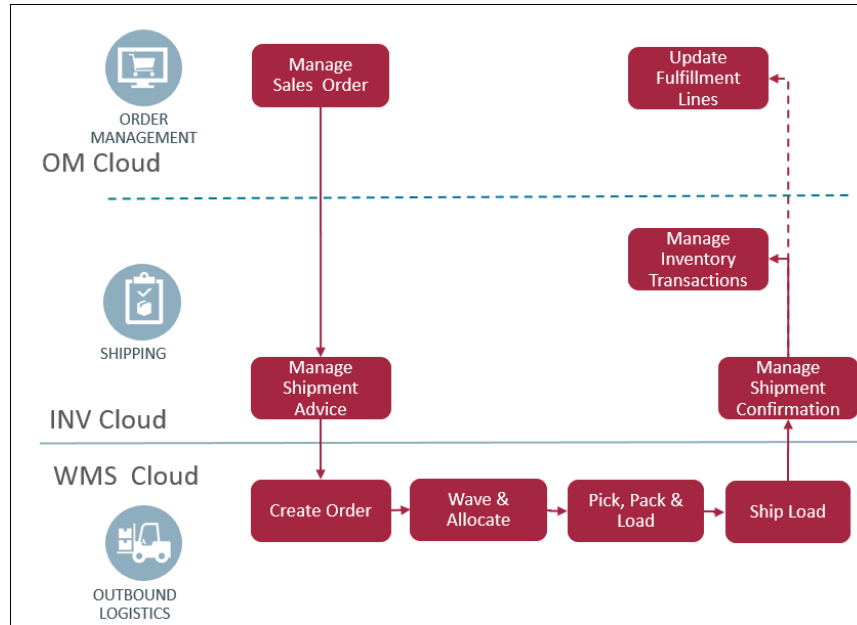 Manage
Sales Order
Update
Fulfillment
Lines
ORDER
MANAGEMENT
OM Cloud
Manage
Inventory
Transactions
SHIPPING
Manage
Shipment
Advice
Manage
Shipment
Confirmation
INV Cloud
WMS Cloud
Create Order
Wave &
Allocate
Pick, Pack &
Load
Ship Load
OUTBOUND
LOGISTICS